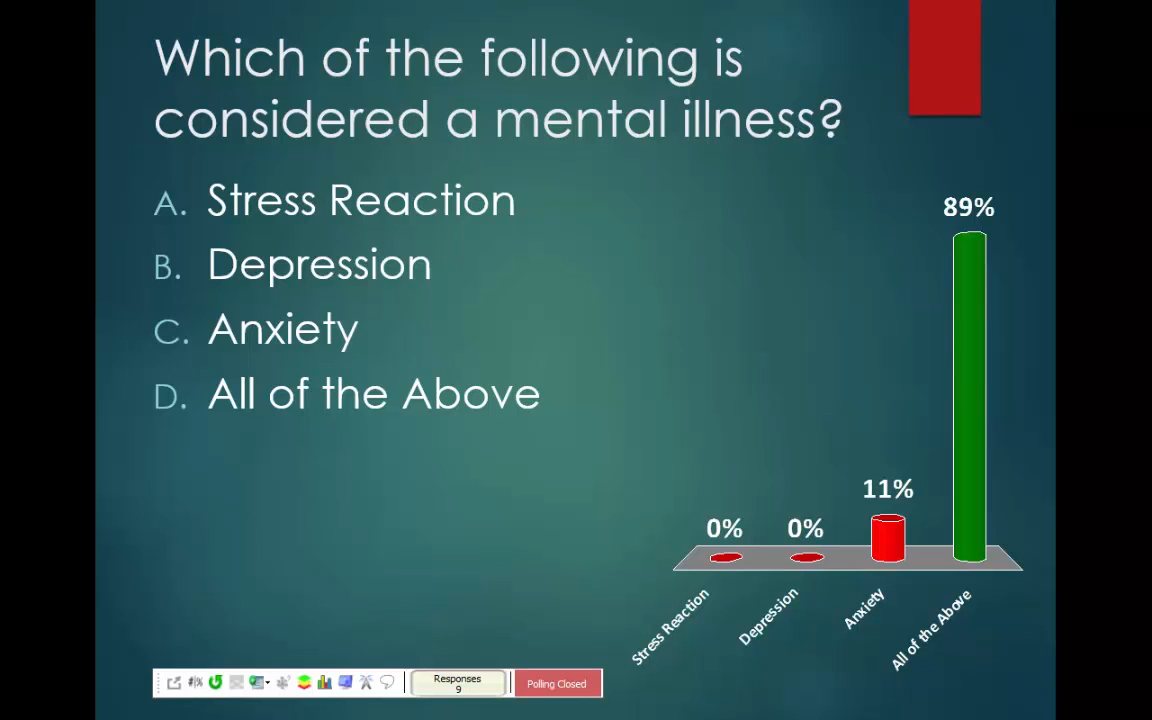 Which of the following is
considered a mental illness?
A. Stress Reaction
B. Depression
C. Anxiety
D. All of the Above
89%
11%
0%
0%
Stress Reaction
Depression
Anxiety
All of the Above
Responses
9
Polling Closed